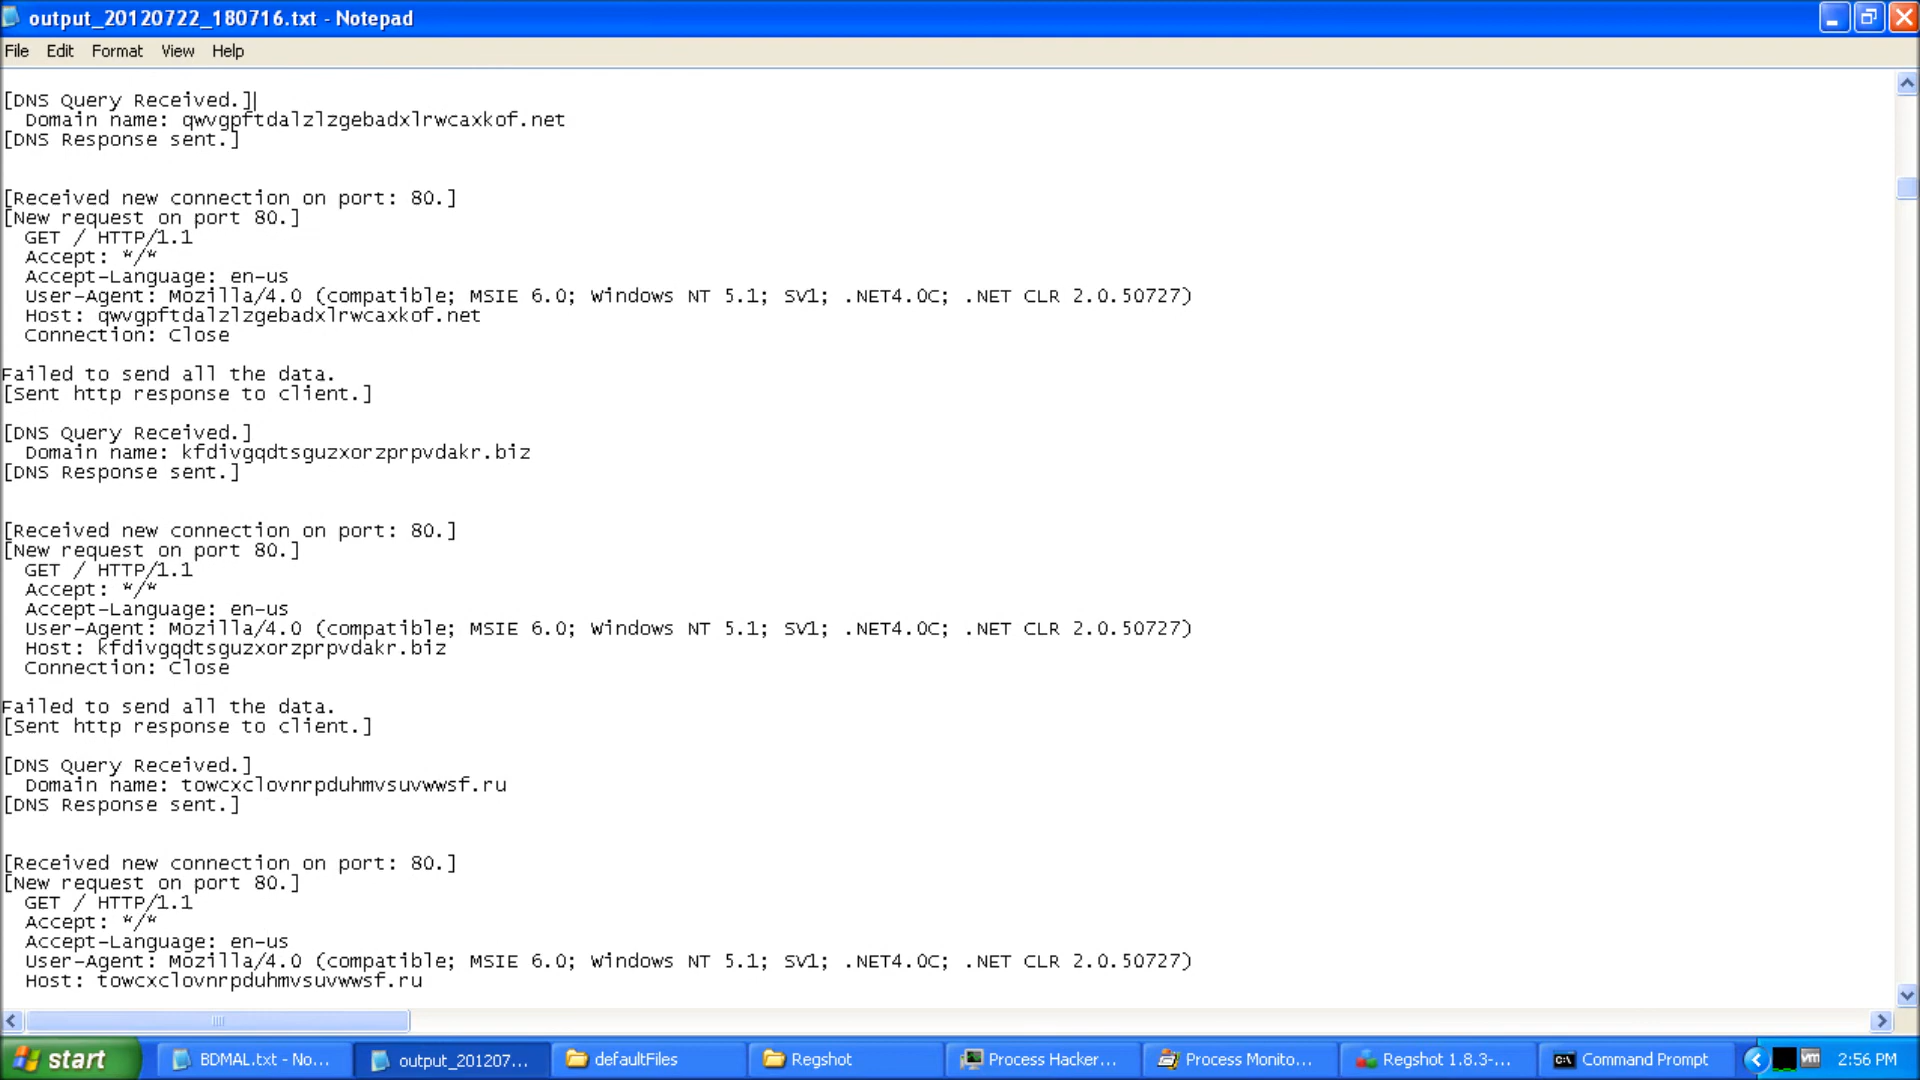 output_20120722_180716.txt - Notepad
File Edit Format View Help
[DNS Query Received.]
Domain name: qwvgpftdalzlzgebadxlrwcaxkof.net
[DNS Response sent.]
[Received new connection on port: 80.]
[New request on port 80.]
GET / HTTP/1.1
Accept: */*
Accept-Language: en-us
User-Agent: Mozilla/4.0 (compatible; MSIE 6.0; Windows NT 5.1; SV1; .NET4.0C; .NET CLR 2.0.50727)
Host: qwvgpftdalzlzgebadxlrwcaxkof.net
Connection: Close
Failed to send all the data.
[Sent http response to client.]
[DNS Query Received.]
Domain name: kfdivgqdtsguzxorzprpvdakr.biz
[DNS Response sent.]
[Received new connection on port: 80.]
[New request on port 80.]
GET / HTTP/1.1
Accept: */*
Accept-Language: en-us
User-Agent: Mozilla/4.0 (compatible; MSIE 6.0; Windows NT 5.1; SV1; .NET4.0C; .NET CLR 2.0.50727)
Host: kfdivgqdtsguzxorzprpvdakr.biz
Connection: Close
Failed to send all the data.
[Sent http response to client.]
[DNS Query Received.]
Domain name: towcxclovnrpduhmvsuvwwsf.ru
[DNS Response sent.]
[Received new connection on port: 80.]
[New request on port 80.]
GET / HTTP/1.1
Accept: */*
Accept-Language: en-us
User-Agent: Mozilla/4.0 (compatible; MSIE 6.0; Windows NT 5.1; SV1; .NET4.0C; .NET CLR 2.0.50727)
Host: towcxclovnrpduhmvsuvwwsf.ru
start BDMAL.txt - No... output_201207... defaultFiles Regshot Process Hacker... Process Monito... Regshot 1.8.3-... Command Prompt vm 2:56 PM